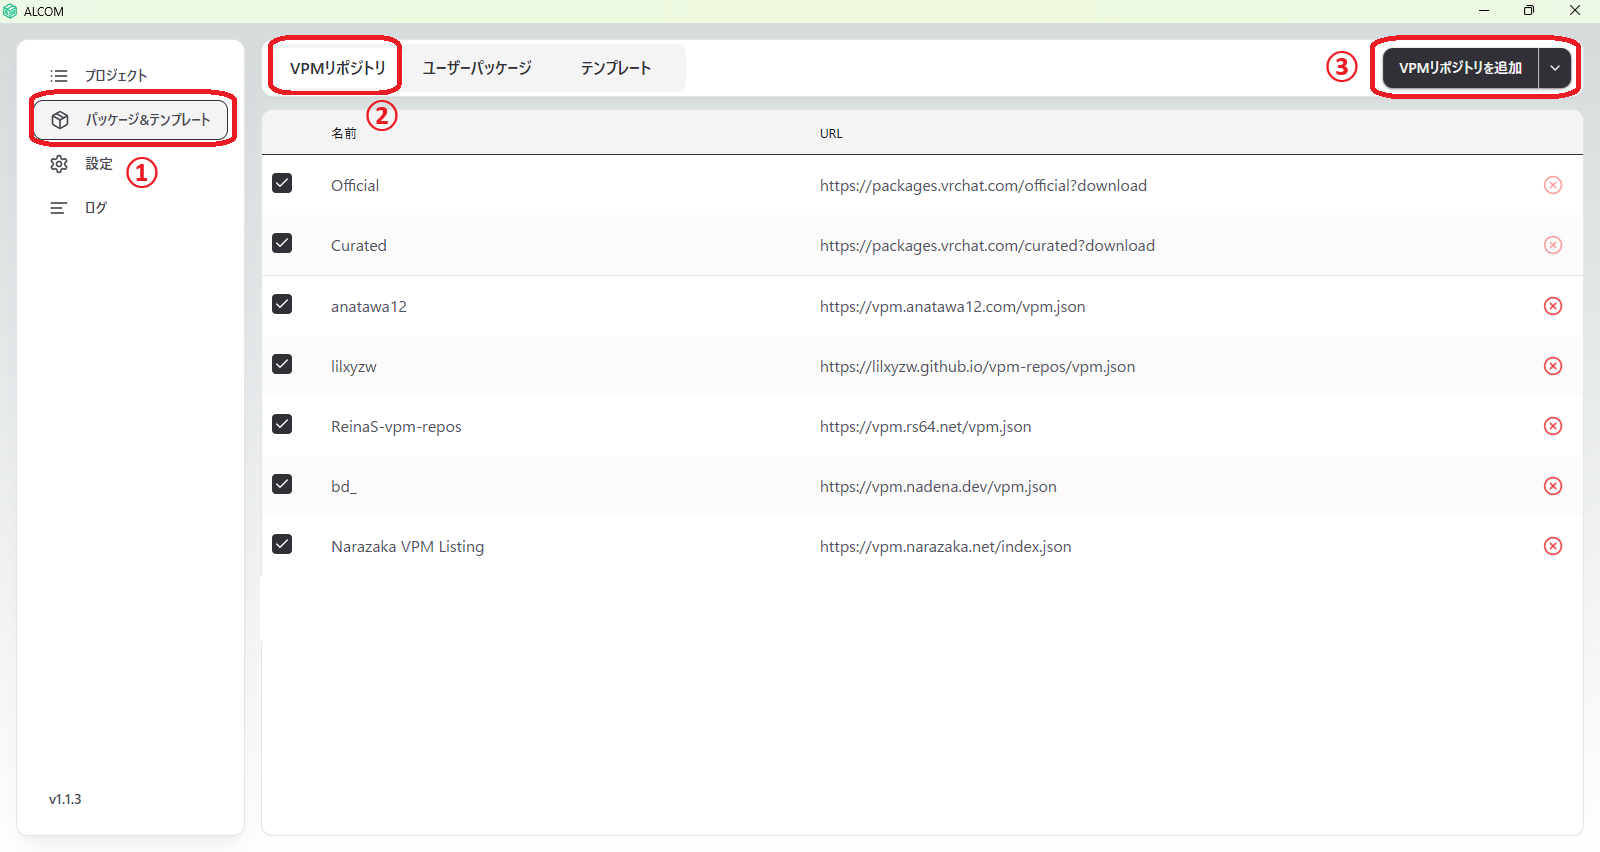 ALCOM
プロジェクト
パッケージ&テンプレート
設定
①
ログ
v1.1.3
VPMリポジトリ
ユーザーパッケージ
テンプレート
②
③
VPMリポジトリを追加
名前 URL
Official https://packages.vrchat.com/official?download
Curated https://packages.vrchat.com/curated?download
anatawa12 https://vpm.anatawa12.com/vpm.json
lilxyzw https://lilxyzw.github.io/vpm-repos/vpm.json
ReinaS-vpm-repos https://vpm.rs64.net/vpm.json
bd_ https://vpm.nadena.dev/vpm.json
Narazaka VPM Listing https://vpm.narazaka.net/index.json